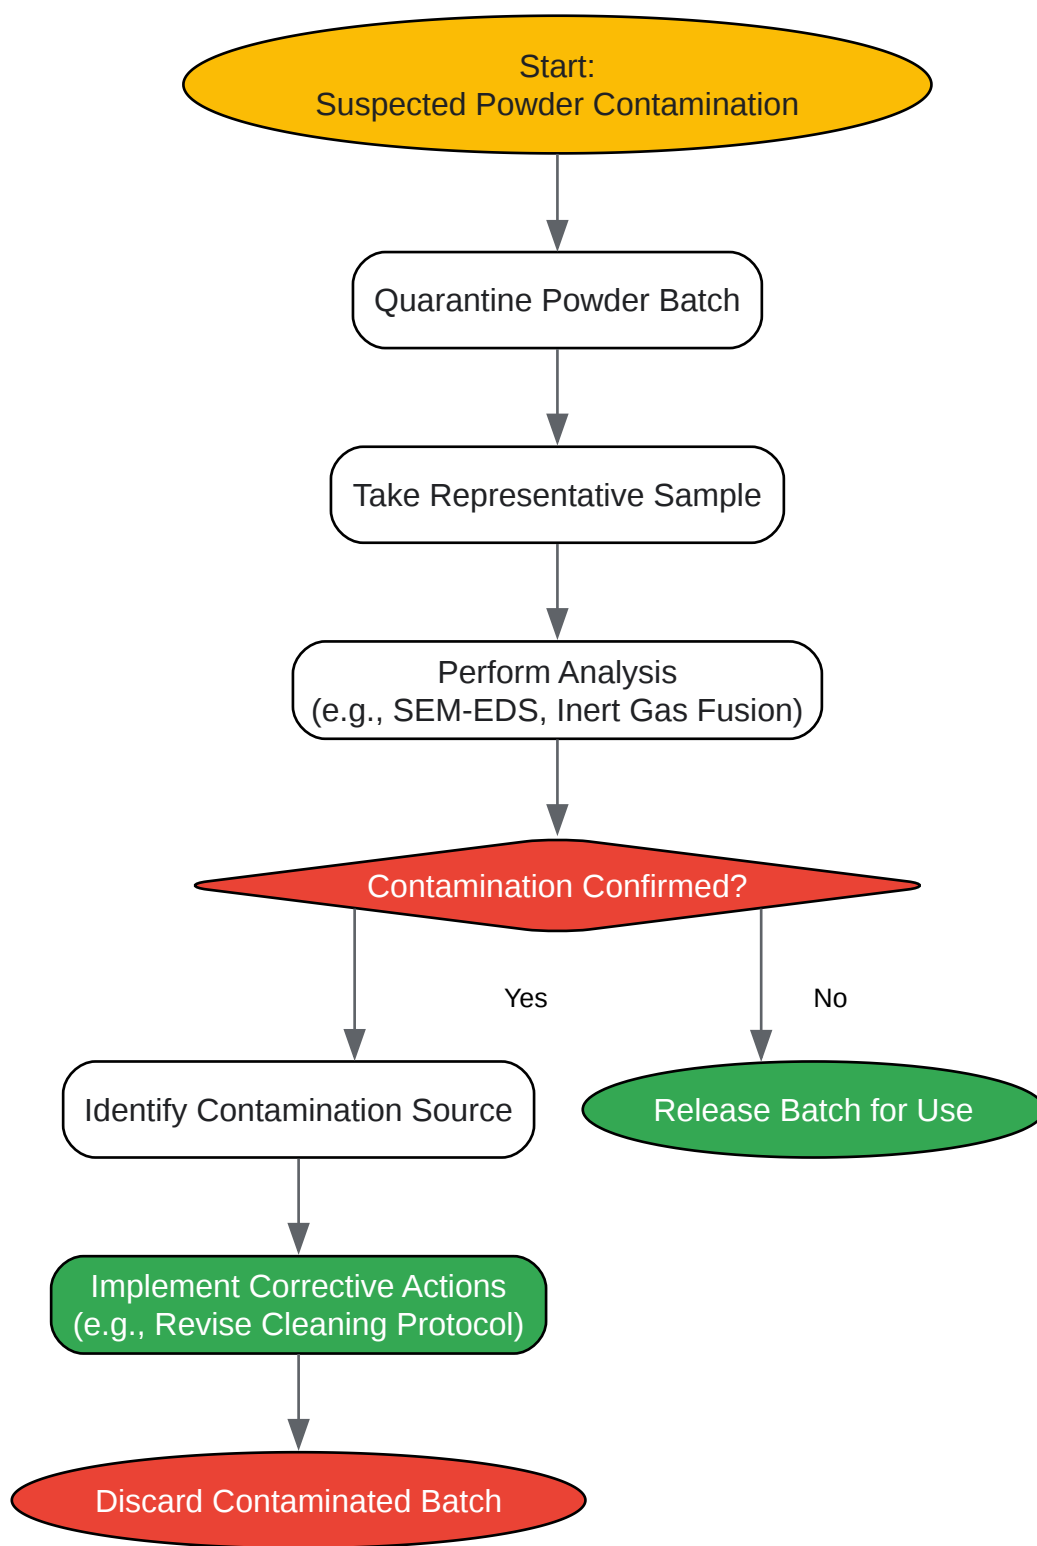 Start:
Suspected Powder Contamination
Quarantine Powder Batch
Take Representative Sample
Perform Analysis
(e.g., SEM-EDS, Inert Gas Fusion)
Contamination Confirmed?
Yes
No
Identify Contamination Source
Release Batch for Use
Implement Corrective Actions
(e.g., Revise Cleaning Protocol)
Discard Contaminated Batch